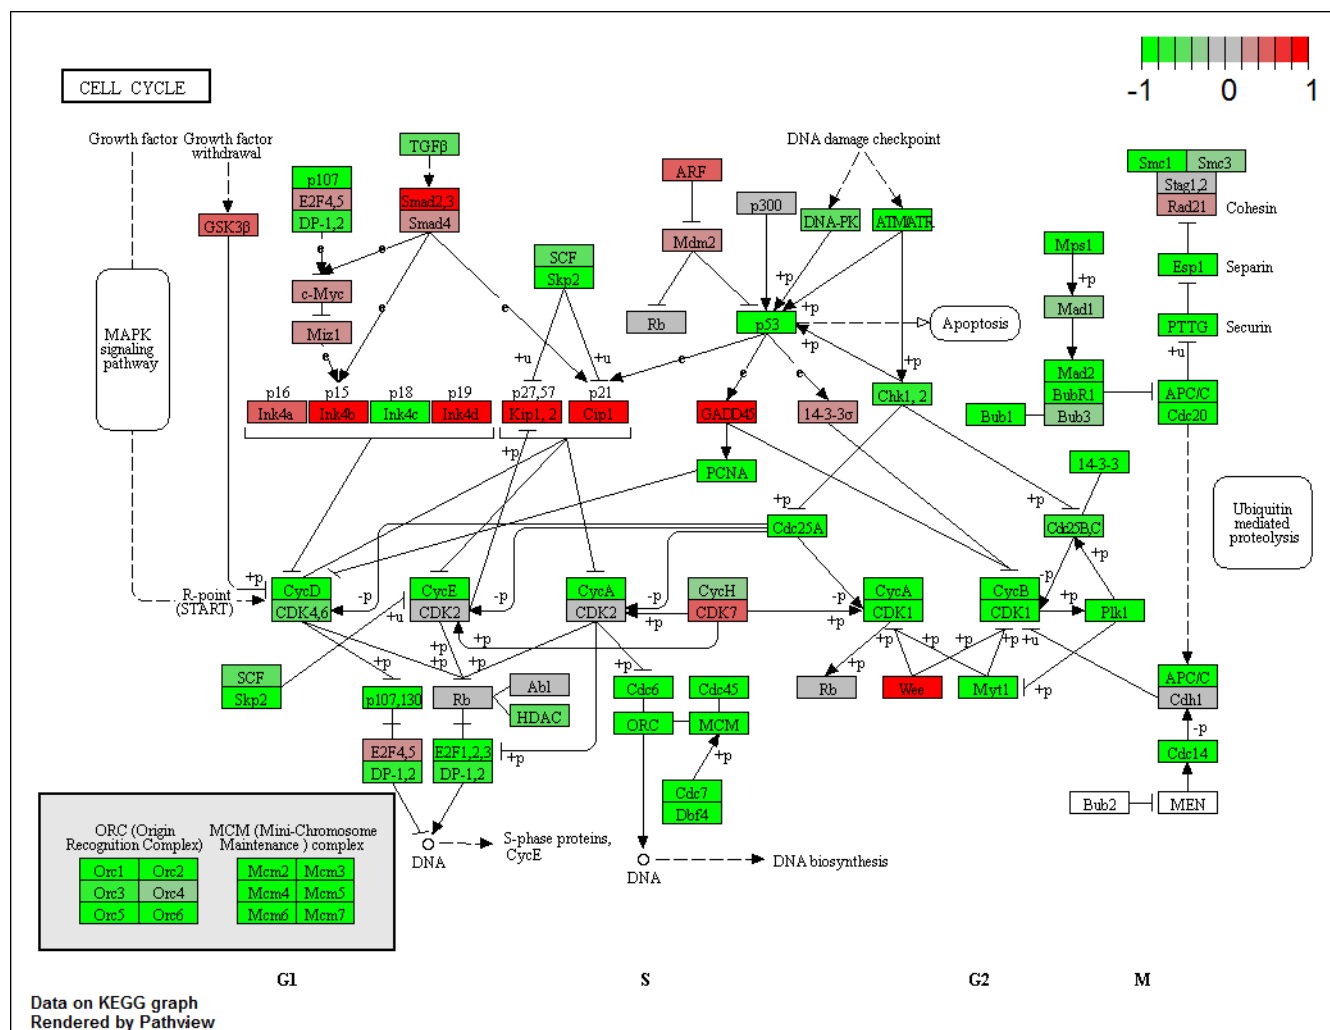 CELL CYCLE
-1 0 1
Growth factor
Growth factor
withdrawal
TGFβ
DNA damage checkpoint
p107
E2F4,5
DP-1,2
Smad2,3
Smad4
GSK3β
ARF
p300
DNA-PK
ATM/ATR
Smc1
Smc3
Stag1,2
Rad21
Cohesin
Mdm2
SCF
Skp2
Mps1
+p
Esp1
Separin
e
e
c-Myc
Miz1
e
e
e
Rb
p53
+p
+p
+p
+p
Apoptosis
Mad1
PTTG
Securin
+u
MAPK
signaling
pathway
+u
+u
e
e
e
Mad2
BubR1
Bub3
Bub1
APC/C
Cdc20
p16
p15
p18
p19
p27,57
p21
Ink4a
Ink4b
Ink4c
Ink4d
Kip1, 2
Cip1
GADD45
14-3-3σ
Chk1, 2
+p
PCNA
14-3-3
+p
+p
Cdc25A
Cdc25B,C
Ubiquitin
mediated
proteolysis
R-point
(START)
+p
CycD
CDK4,6
-p
CycE
CDK2
-p
CycA
CDK2
-p
+p
CycH
CDK7
-p
+p
CycA
CDK1
CycB
CDK1
-p
+p
+p
Plk1
+u
+p
+p
+p
+p
+p
+p
+p
+p
+u
SCF
Skp2
p107,130
Rb
Abl
HDAC
Cdc6
Cdc45
ORC
MCM
Rb
Wee
Myt1
+p
APC/C
Cdh1
-p
Cdc14
E2F4,5
DP-1,2
E2F1,2,3
DP-1,2
+p
+p
Cdc7
Dbf4
Bub2
MEN
DNA
S-phase proteins,
CycE
DNA
DNA biosynthesis
ORC (Origin
Recognition Complex)
MCM (Mini-Chromosome
Maintenance ) complex
Orc1 Orc2 Mcm2 Mcm3
Orc3 Orc4 Mcm4 Mcm5
Orc5 Orc6 Mcm6 Mcm7
G1 S G2 M
Data on KEGG graph
Rendered by Pathview